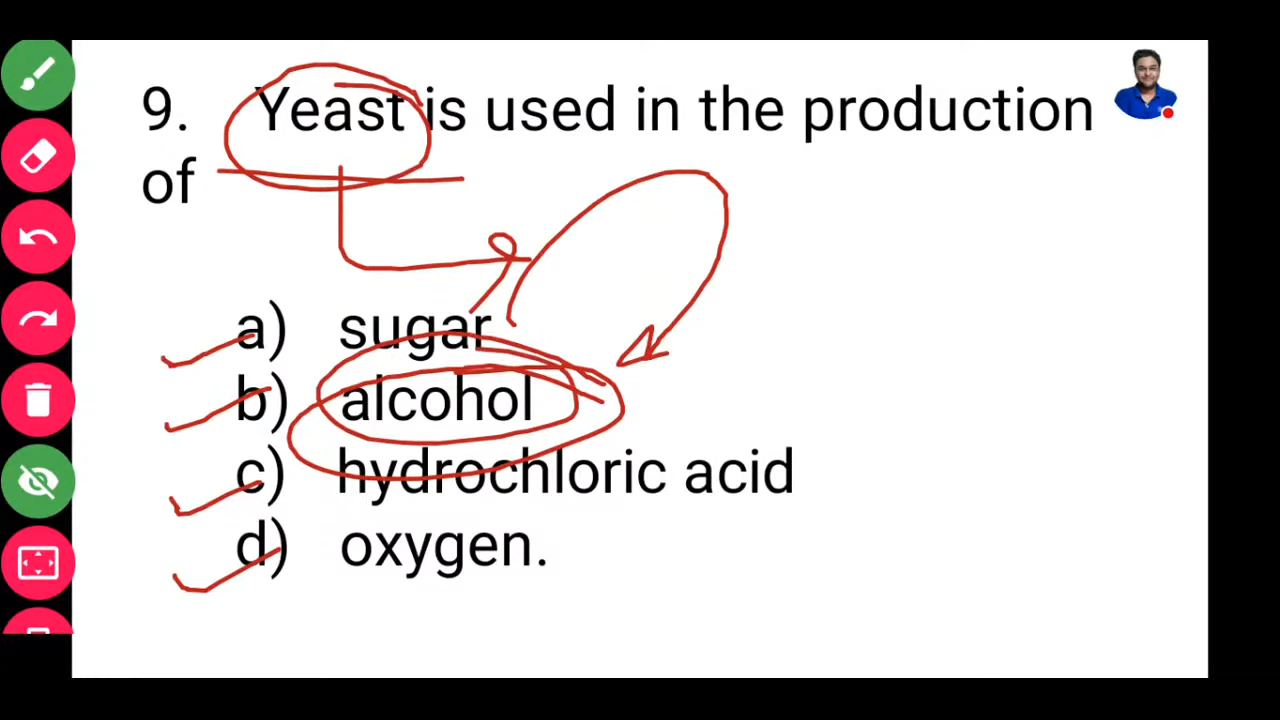 9. Yeast is used in the production
of
a) sugar
b) alcohol
c) hydrochloric acid
d) oxygen.